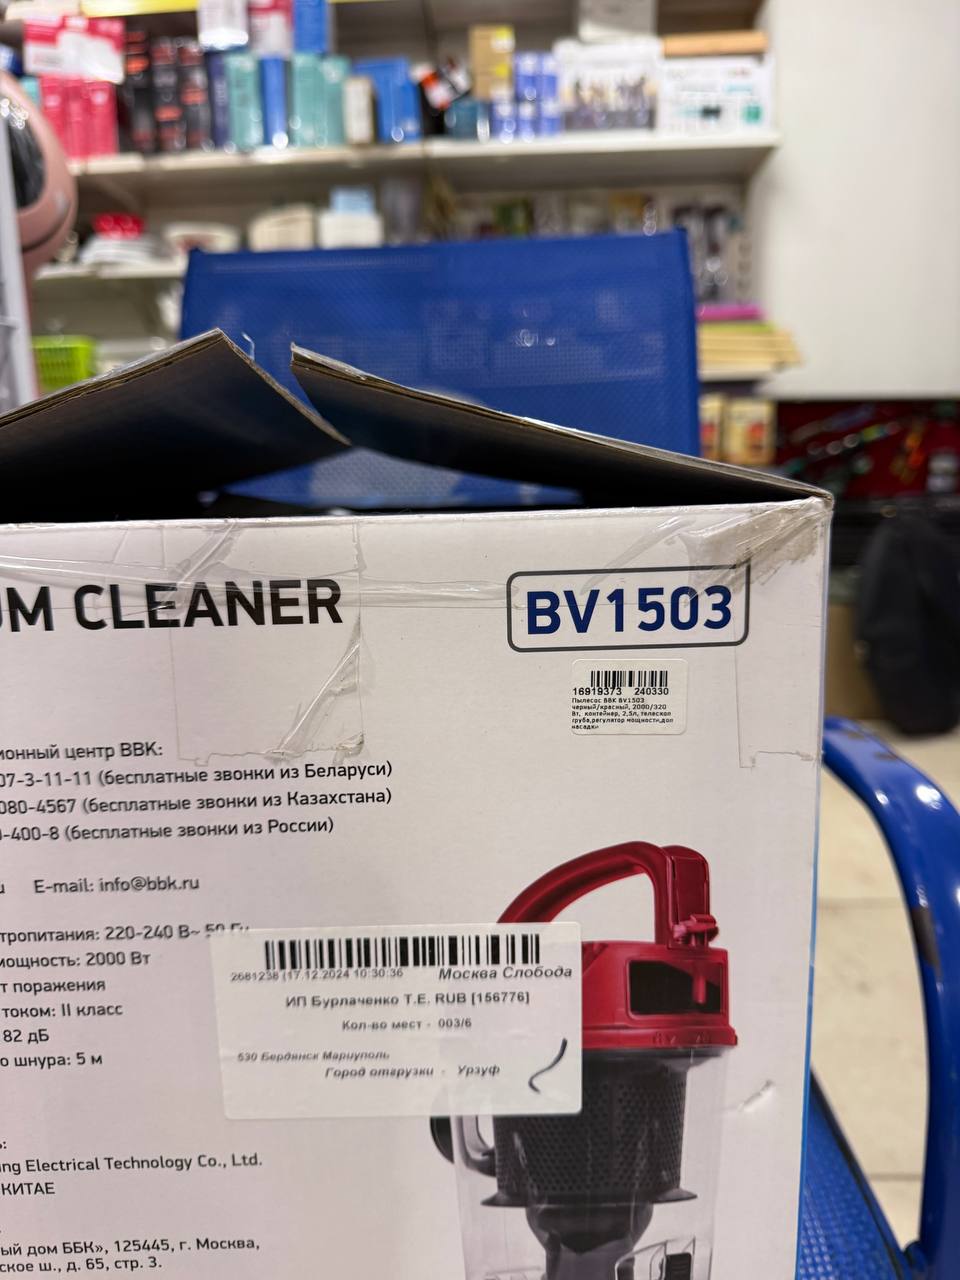 UM CLEANER
BV1503
16919373 240330
Пылесос BBK BV1503
черный/красный, 2000/320
Вт, контейнер, 2,5л, телескоп
труба,регулятор мощности,доп
насадки
ионный центр BBK:
07-3-11-11 (бесплатные звонки из Беларуси)
080-4567 (бесплатные звонки из Казахстана)
0-400-8 (бесплатные звонки из России)
u E-mail: info@bbk.ru
тропитания: 220-240 В~ 50 Гц
мощность: 2000 Вт
т поражения
током: II класс
82 дБ
о шнура: 5 м
2681238 (17.12.2024 10:30:36 Москва Слобода
ИП Бурлаченко Т.Е. RUB [156776]
Кол-во мест - 003/6
530 Бердянск Мариуполь
Город отгрузки - Урзуф
ь:
ing Electrical Technology Co., Ltd.
КИТАЕ
ый дом ББК», 125445, г. Москва,
ское ш., д. 65, стр. 3.